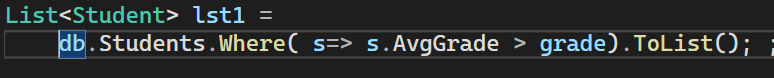 List<Student> lst1 =
db.Students.Where( s=> s.AvgGrade > grade).ToList(); ;